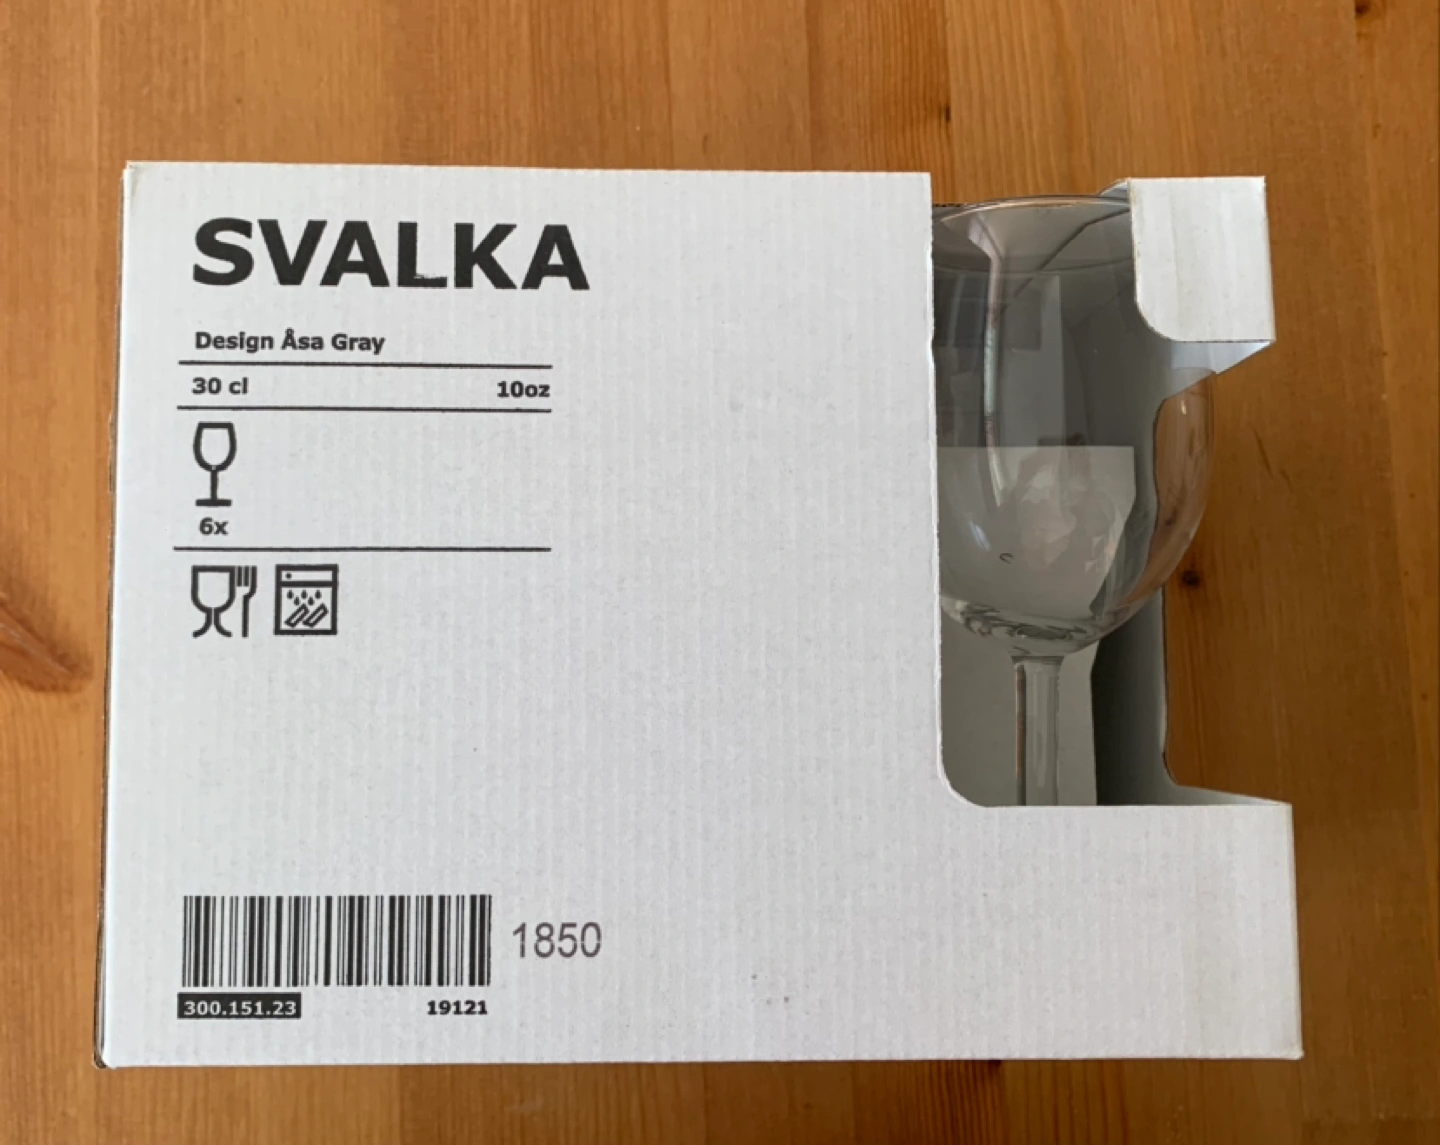 SVALKA
Design Åsa Gray
30 cl 10oz
6x
1850
300.151.23 19121